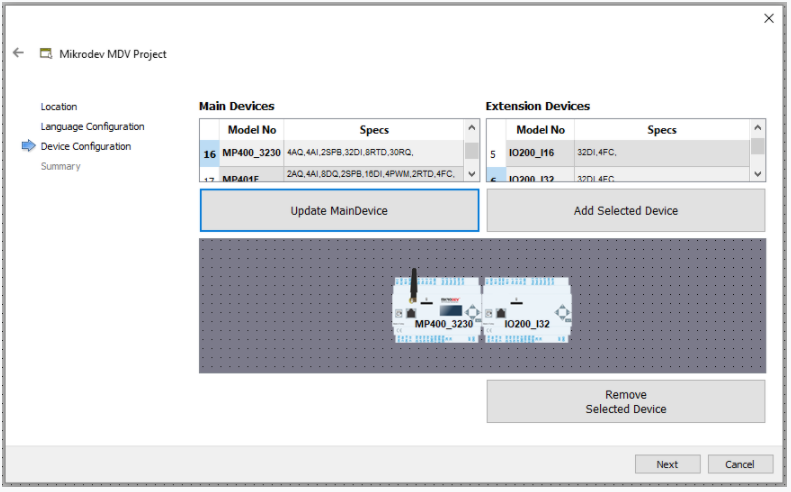 Mikrodev MDV Project
Location
Language Configuration
Device Configuration
Summary
Main Devices
Model No Specs
16 MP400_3230 4AQ,4AI,2SPB,32DI,8RTD,30RQ,
17 MP401E 2AQ,4AI,8DQ,2SPB,16DI,4PWM,2RTD,4FC,
Update MainDevice
Extension Devices
Model No Specs
5 IO200_I16 32DI,4FC,
6 IO200_I32 32DI,4FC,
Add Selected Device
MP400_3230 IO200_I32
Remove
Selected Device
Next Cancel